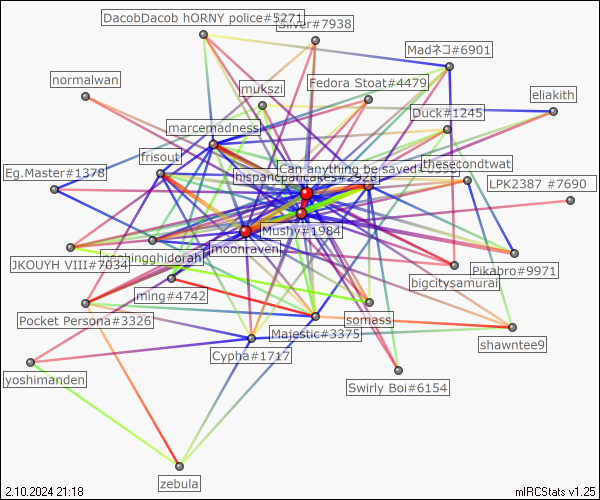 DacobDacob hORNY police#5271
Silver#7938
Madネコ#6901
normalwan
Fedora Stoat#4479
mukszi
eliakith
Duck#1245
marcemadness
frisout
Can anything be saved#0393
thesecondtwat
Eg.Master#1378
hispancpancakes#2928
LPK2387 #7690
Mushy#1984
moonraven
JKOUYH VIII#7034
Pikabro#9971
bigcitysamurai
ming#4742
Pocket Persona#3326
somass
Majestic#3375
shawntee9
Cypha#1717
yoshimanden
Swirly Boi#6154
zebula
2.10.2024 21:18
mIRCStats v1.25